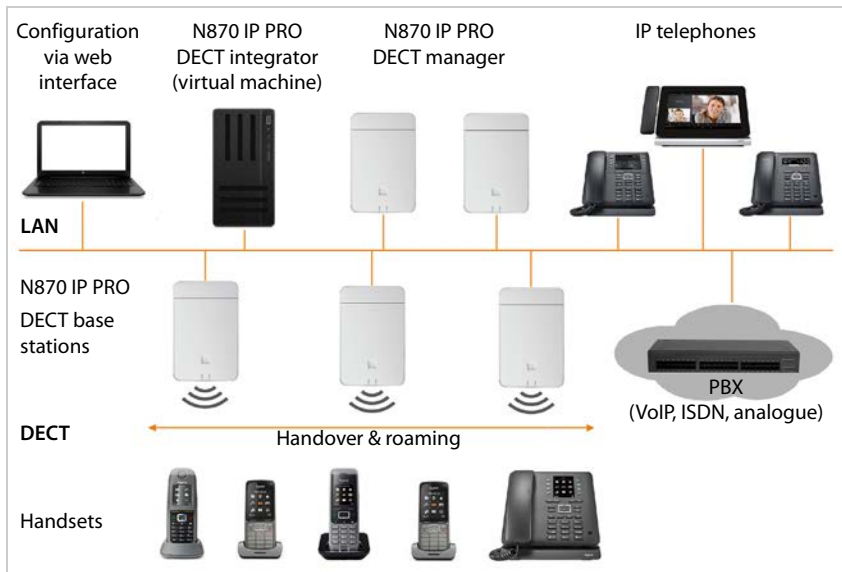 Configuration
via web
interface
N870 IP PRO
DECT integrator
(virtual machine)
N870 IP PRO
DECT manager
IP telephones
LAN
N870 IP PRO
DECT base
stations
PBX
(VoIP, ISDN, analogue)
DECT
Handover & roaming
Handsets